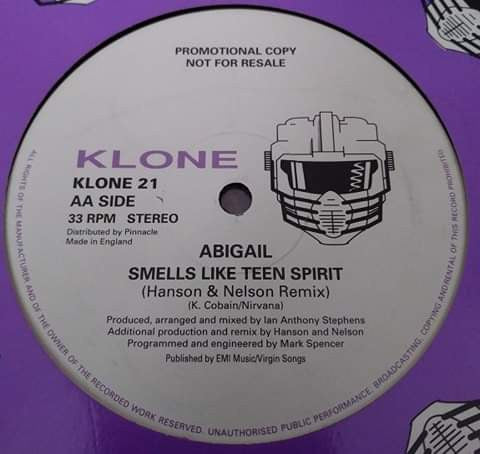 PROMOTIONAL COPY
NOT FOR RESALE
KLONE
KLONE 21
AA SIDE
33 RPM STEREO
Distributed by Pinnacle
Made in England
ABIGAIL
SMELLS LIKE TEEN SPIRIT
(Hanson & Nelson Remix)
(K. Cobain/Nirvana)
Produced, arranged and mixed by Ian Anthony Stephens
Additional production and remix by Hanson and Nelson
Programmed and engineered by Mark Spencer
Published by EMI Music/Virgin Songs
ALL RIGHTS OF THE MANUFACTURER AND OF THE OWNER OF THE RECORDED WORK RESERVED. UNAUTHORISED PUBLIC PERFORMANCE, BROADCASTING, COPYING AND RENTAL OF THIS RECORD PROHIBITED